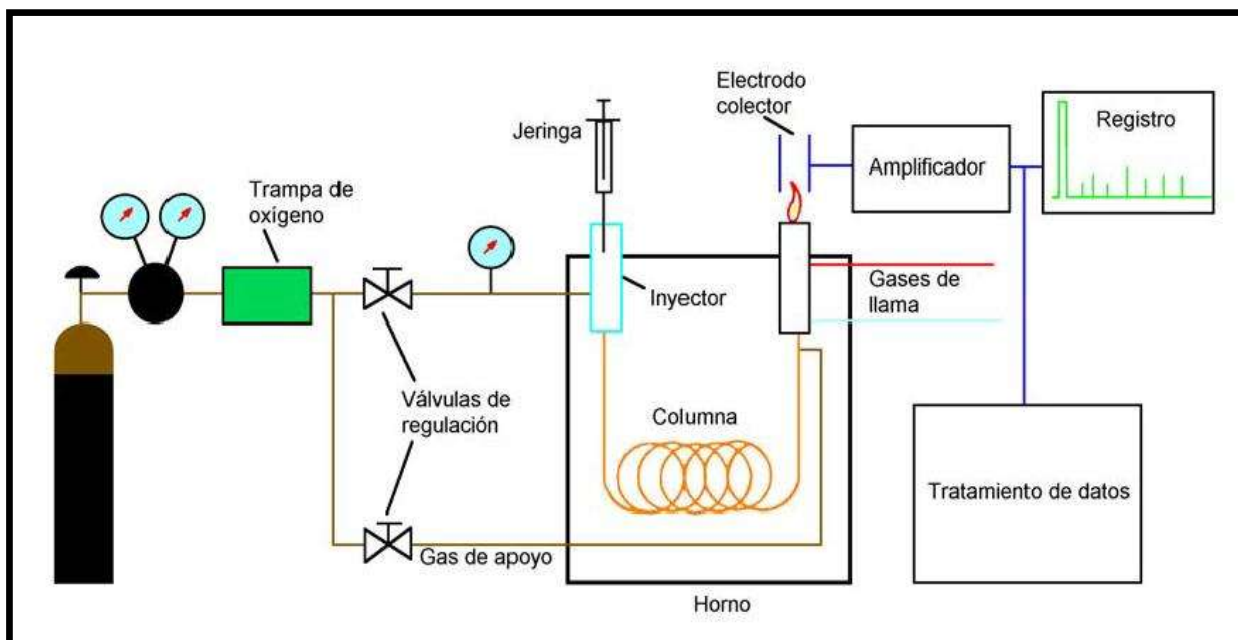 Electrodo
colector
Registro
Jeringa
Amplificador
Trampa de
oxígeno
Inyector
Gases de
llama
Válvulas de
regulación
Columna
Tratamiento de datos
Gas de apoyo
Horno